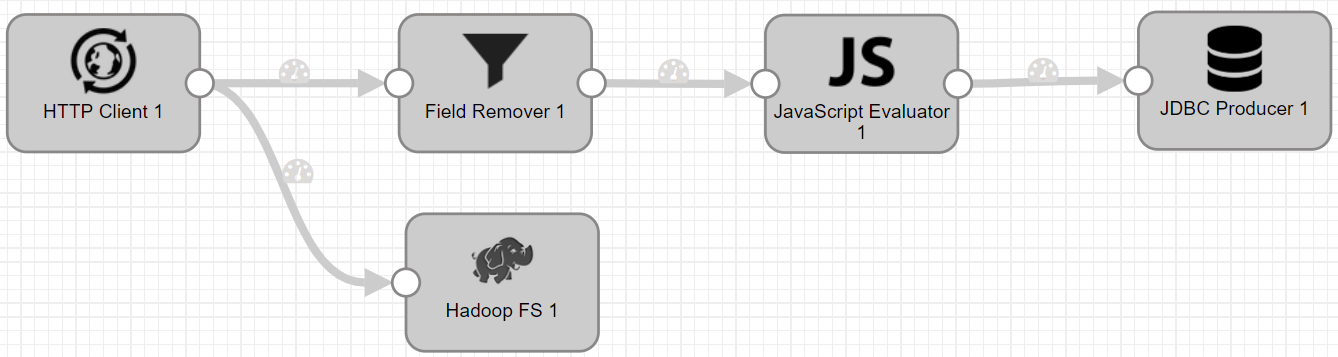 HTTP Client 1
Field Remover 1
JS
JavaScript Evaluator
1
JDBC Producer 1
Hadoop FS 1